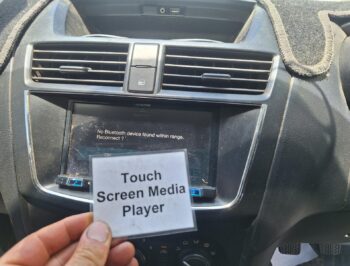 No Bluetooth device found within range.
Reconnect ?
Touch
Screen Media
Player